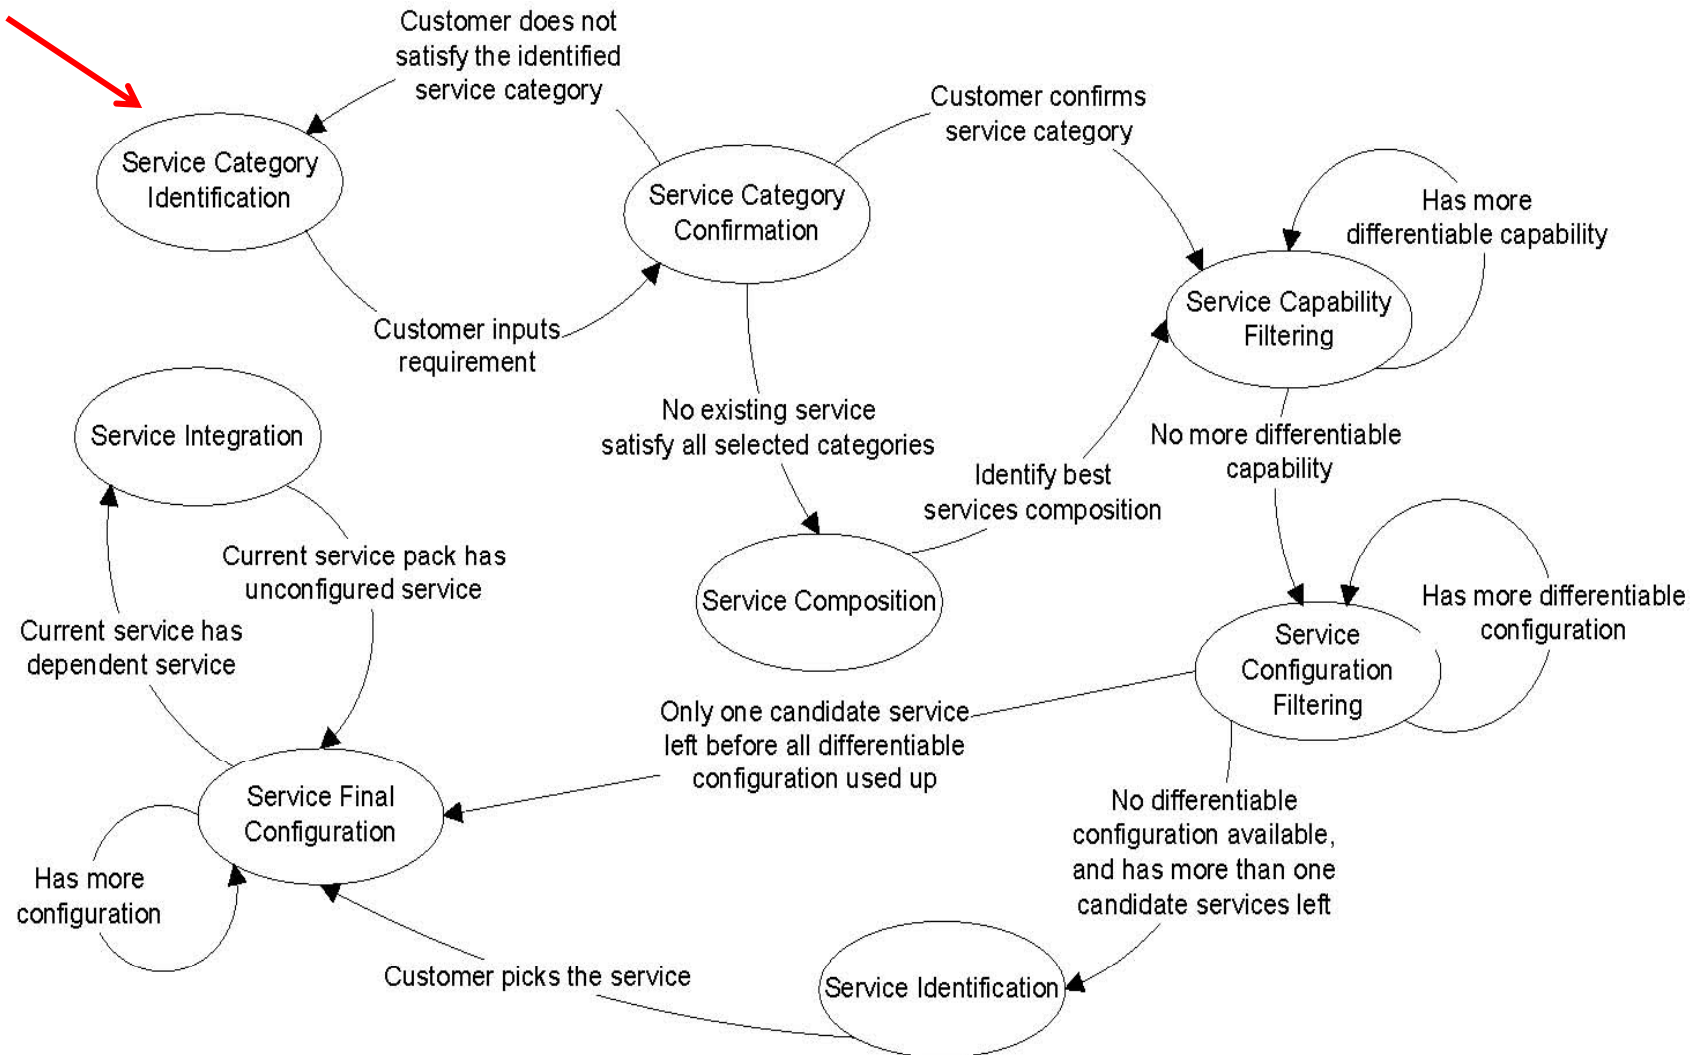 Customer does not
satisfy the identified
service category
Customer confirms
service category
Service Category
Identification
Service Category
Confirmation
Has more
differentiable capability
Service Capability
Filtering
Customer inputs
requirement
Service Integration
No existing service
satisfy all selected categories
No more differentiable
capability
Identify best
services composition
Current service pack has
unconfigured service
Service Composition
Has more differentiable
configuration
Current service has
dependent service
Service
Configuration
Filtering
Only one candidate service
left before all differentiable
configuration used up
Service Final
Configuration
No differentiable
configuration available,
and has more than one
candidate services left
Has more
configuration
Customer picks the service
Service Identification